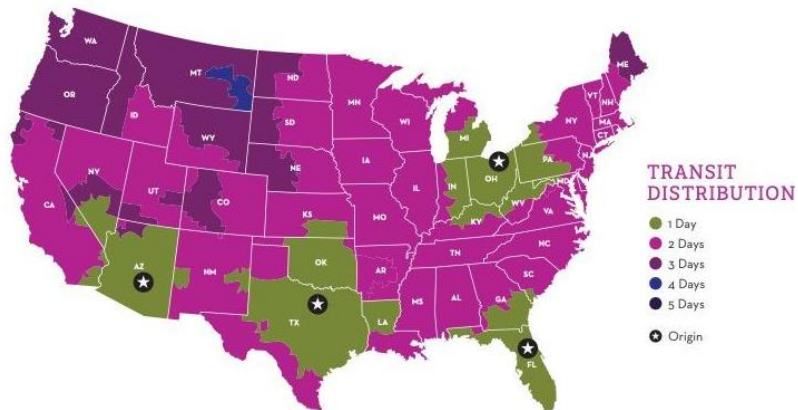 WA
MT
ND
OR
ID
WY
SD
MN
WI
MI
NY
VT
NH
ME
MA
CT
NJ
PA
MD
OH
IN
IL
IA
NE
NV
UT
CO
CA
KS
MO
KY
WV
VA
AZ
NM
OK
AR
TN
NC
SC
TX
LA
MS
AL
GA
FL
TRANSIT
DISTRIBUTION
1 Day
2 Days
3 Days
4 Days
5 Days
Origin